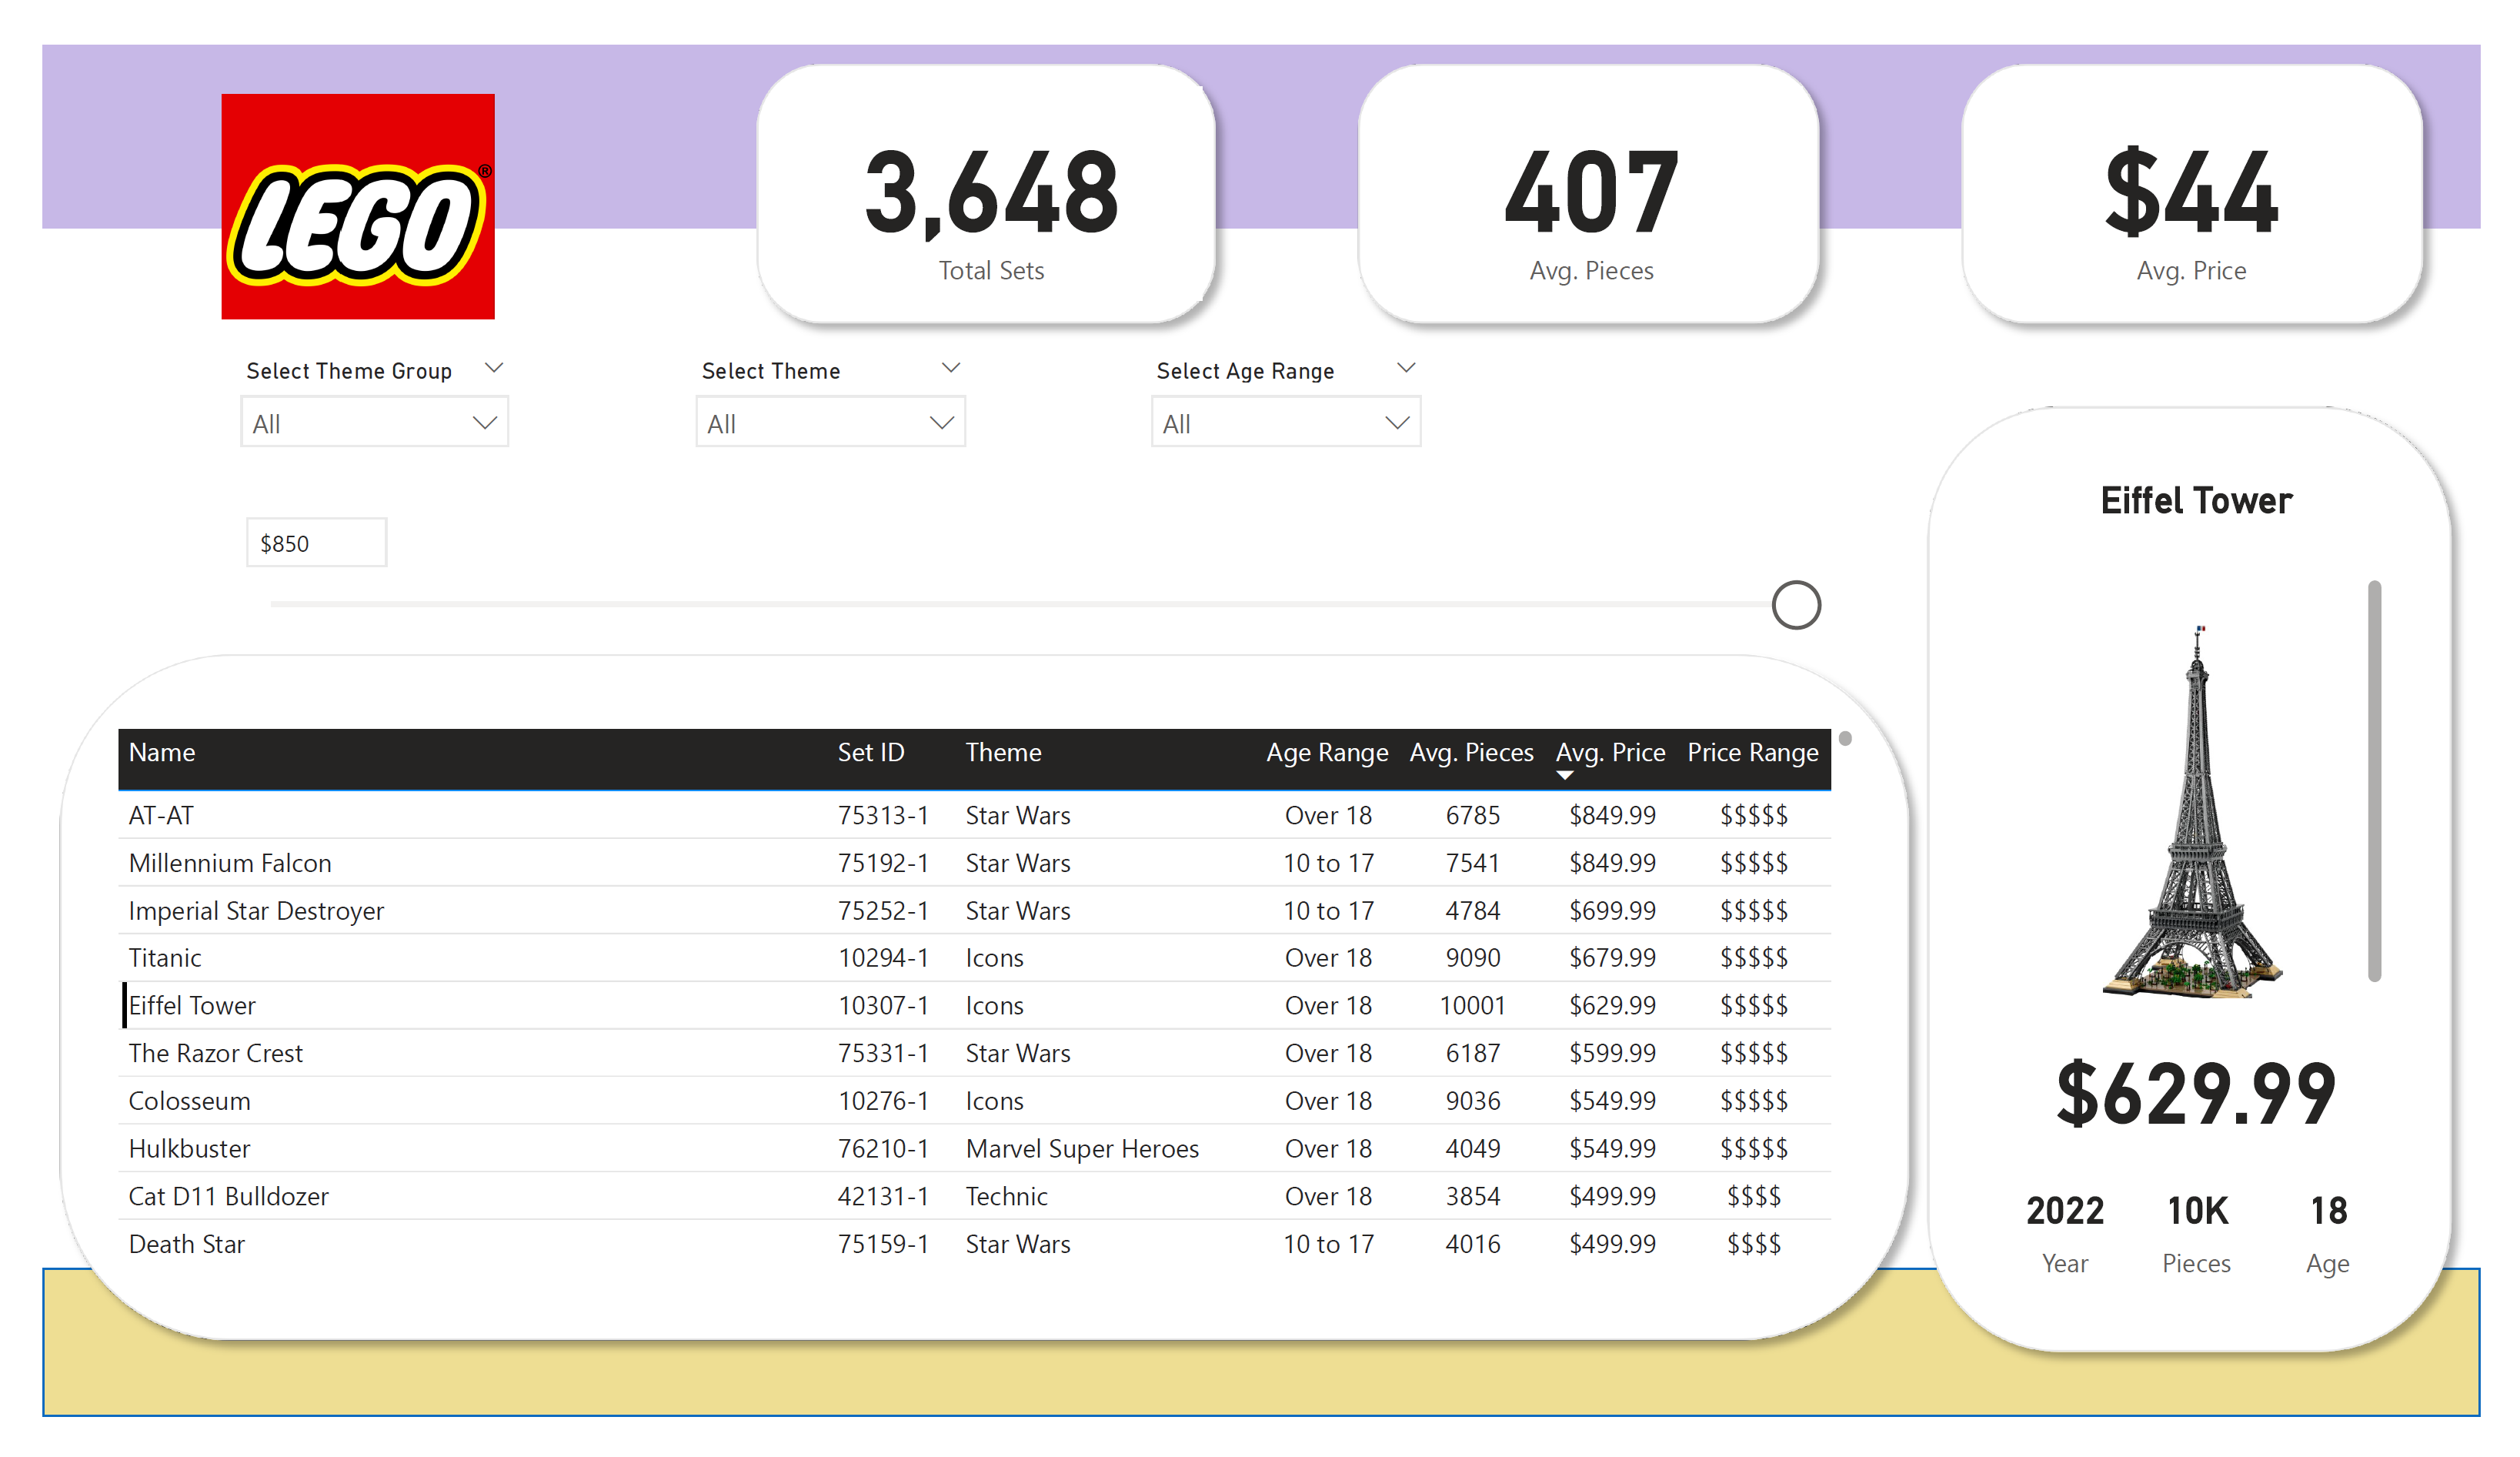 LEGO®
3,648
Total Sets
407
Avg. Pieces
$44
Avg. Price
Select Theme Group
All
Select Theme
All
Select Age Range
All
$850
Name Set ID Theme Age Range Avg. Pieces Avg. Price Price Range
AT-AT 75313-1 Star Wars Over 18 6785 $849.99 $$$$$
Millennium Falcon 75192-1 Star Wars 10 to 17 7541 $849.99 $$$$$
Imperial Star Destroyer 75252-1 Star Wars 10 to 17 4784 $699.99 $$$$$
Titanic 10294-1 Icons Over 18 9090 $679.99 $$$$$
Eiffel Tower 10307-1 Icons Over 18 10001 $629.99 $$$$$
The Razor Crest 75331-1 Star Wars Over 18 6187 $599.99 $$$$$
Colosseum 10276-1 Icons Over 18 9036 $549.99 $$$$$
Hulkbuster 76210-1 Marvel Super Heroes Over 18 4049 $549.99 $$$$$
Cat D11 Bulldozer 42131-1 Technic Over 18 3854 $499.99 $$$$
Death Star 75159-1 Star Wars 10 to 17 4016 $499.99 $$$$
Eiffel Tower
$629.99
2022 10K 18
Year Pieces Age